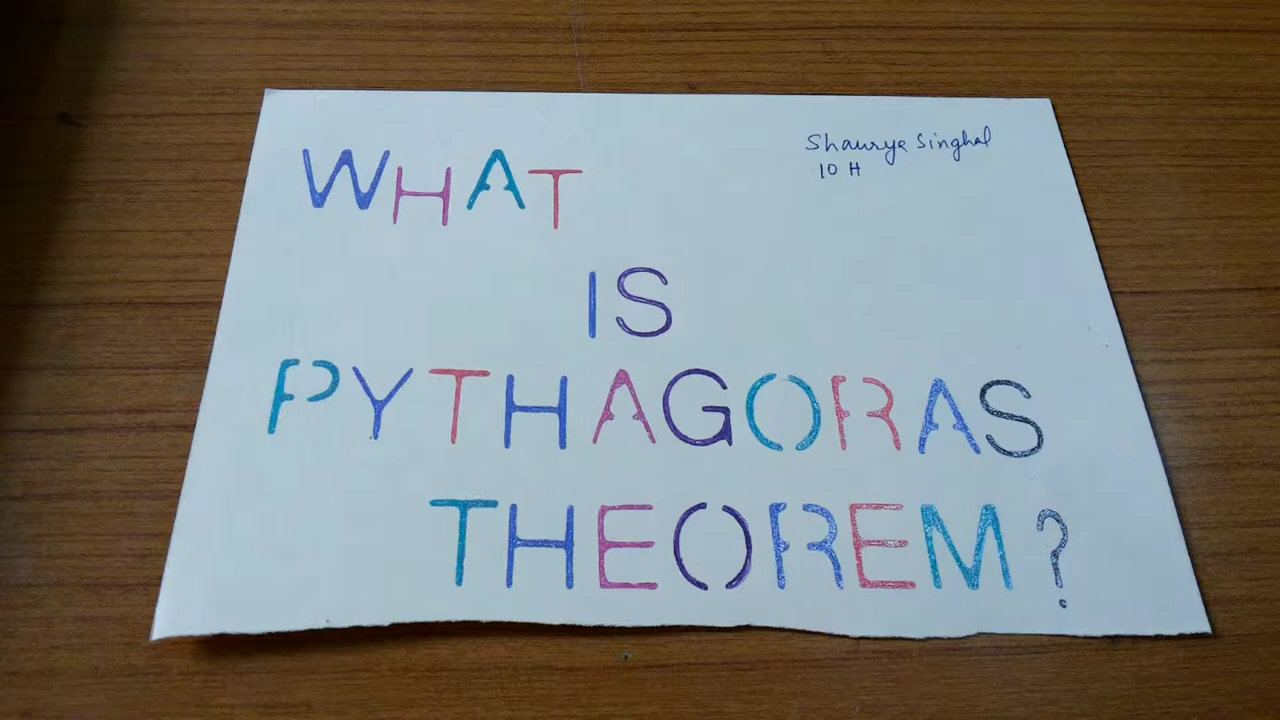 Shaurya Singhal
10 H
WHAT
IS
PYTHAGORAS
THEOREM?